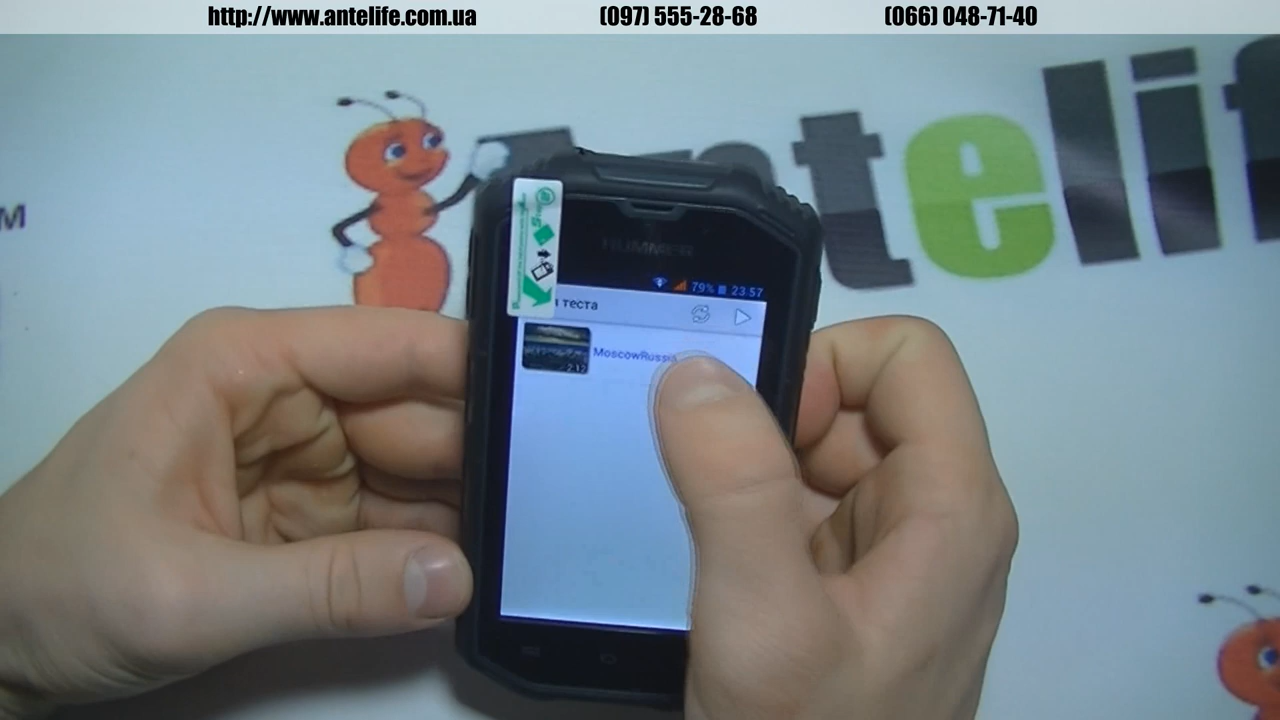 http://www.antelife.com.ua (097) 555-28-68 (066) 048-71-40
Antelif
м
HUMMER
79% 23:57
теста
MoscowRussia
2:12